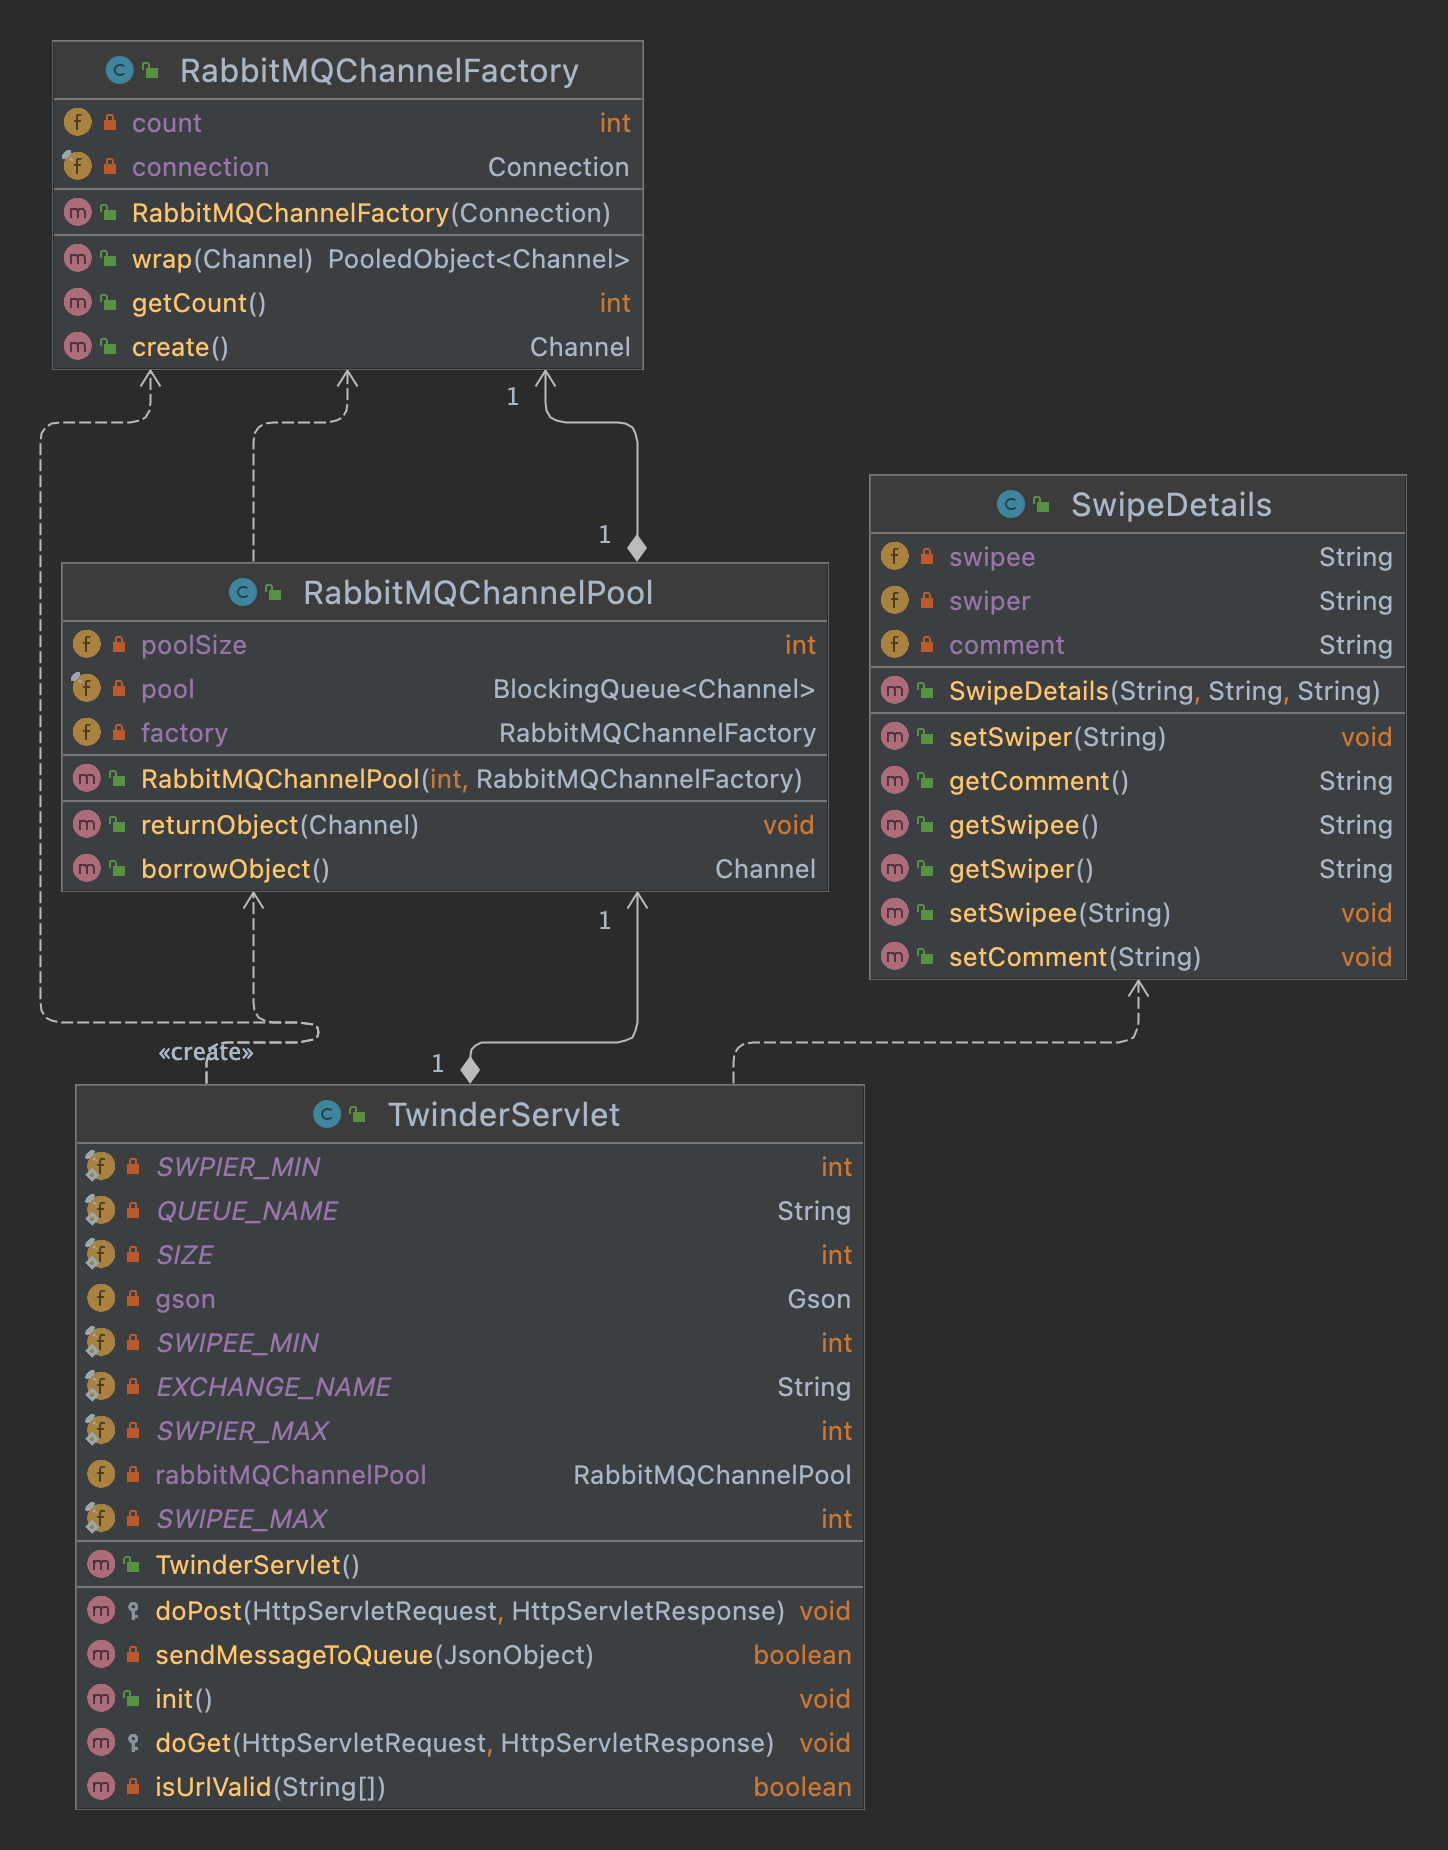 RabbitMQChannelFactory
count int
connection Connection
RabbitMQChannelFactory(Connection)
wrap(Channel) PooledObject<Channel>
getCount() int
create() Channel
1
1
RabbitMQChannelPool
poolSize int
pool BlockingQueue<Channel>
factory RabbitMQChannelFactory
RabbitMQChannelPool(int, RabbitMQChannelFactory)
returnObject(Channel) void
borrowObject() Channel
1
SwipeDetails
swipee String
swiper String
comment String
SwipeDetails(String, String, String)
setSwiper(String) void
getComment() String
getSwipee() String
getSwiper() String
setSwipee(String) void
setComment(String) void
«create»
1
TwinderServlet
SWPIER_MIN int
QUEUE_NAME String
SIZE int
gson Gson
SWIPEE_MIN int
EXCHANGE_NAME String
SWPIER_MAX int
rabbitMQChannelPool RabbitMQChannelPool
SWIPEE_MAX int
TwinderServlet()
doPost(HttpServletRequest, HttpServletResponse) void
sendMessageToQueue(JsonObject) boolean
init() void
doGet(HttpServletRequest, HttpServletResponse) void
isUrlValid(String[]) boolean